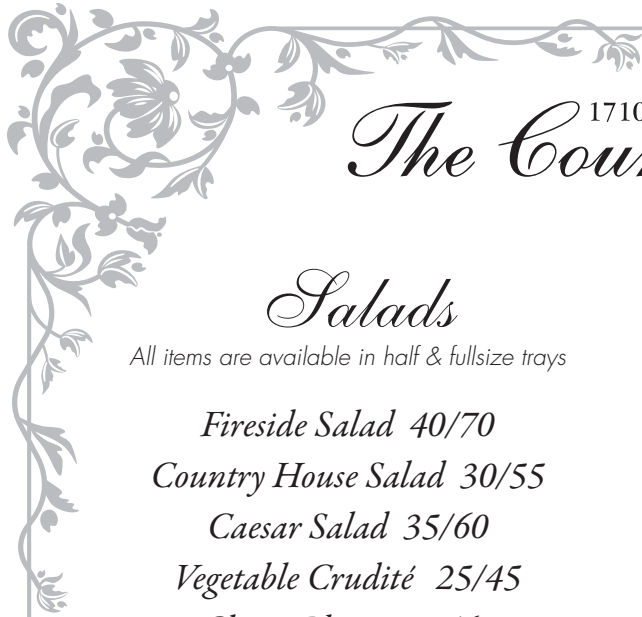 1710
The
Salads
All items are available in half & fullsize trays
Fireside Salad 40/70
Country House Salad 30/55
Caesar Salad 35/60
Vegetable Crudité 25/45